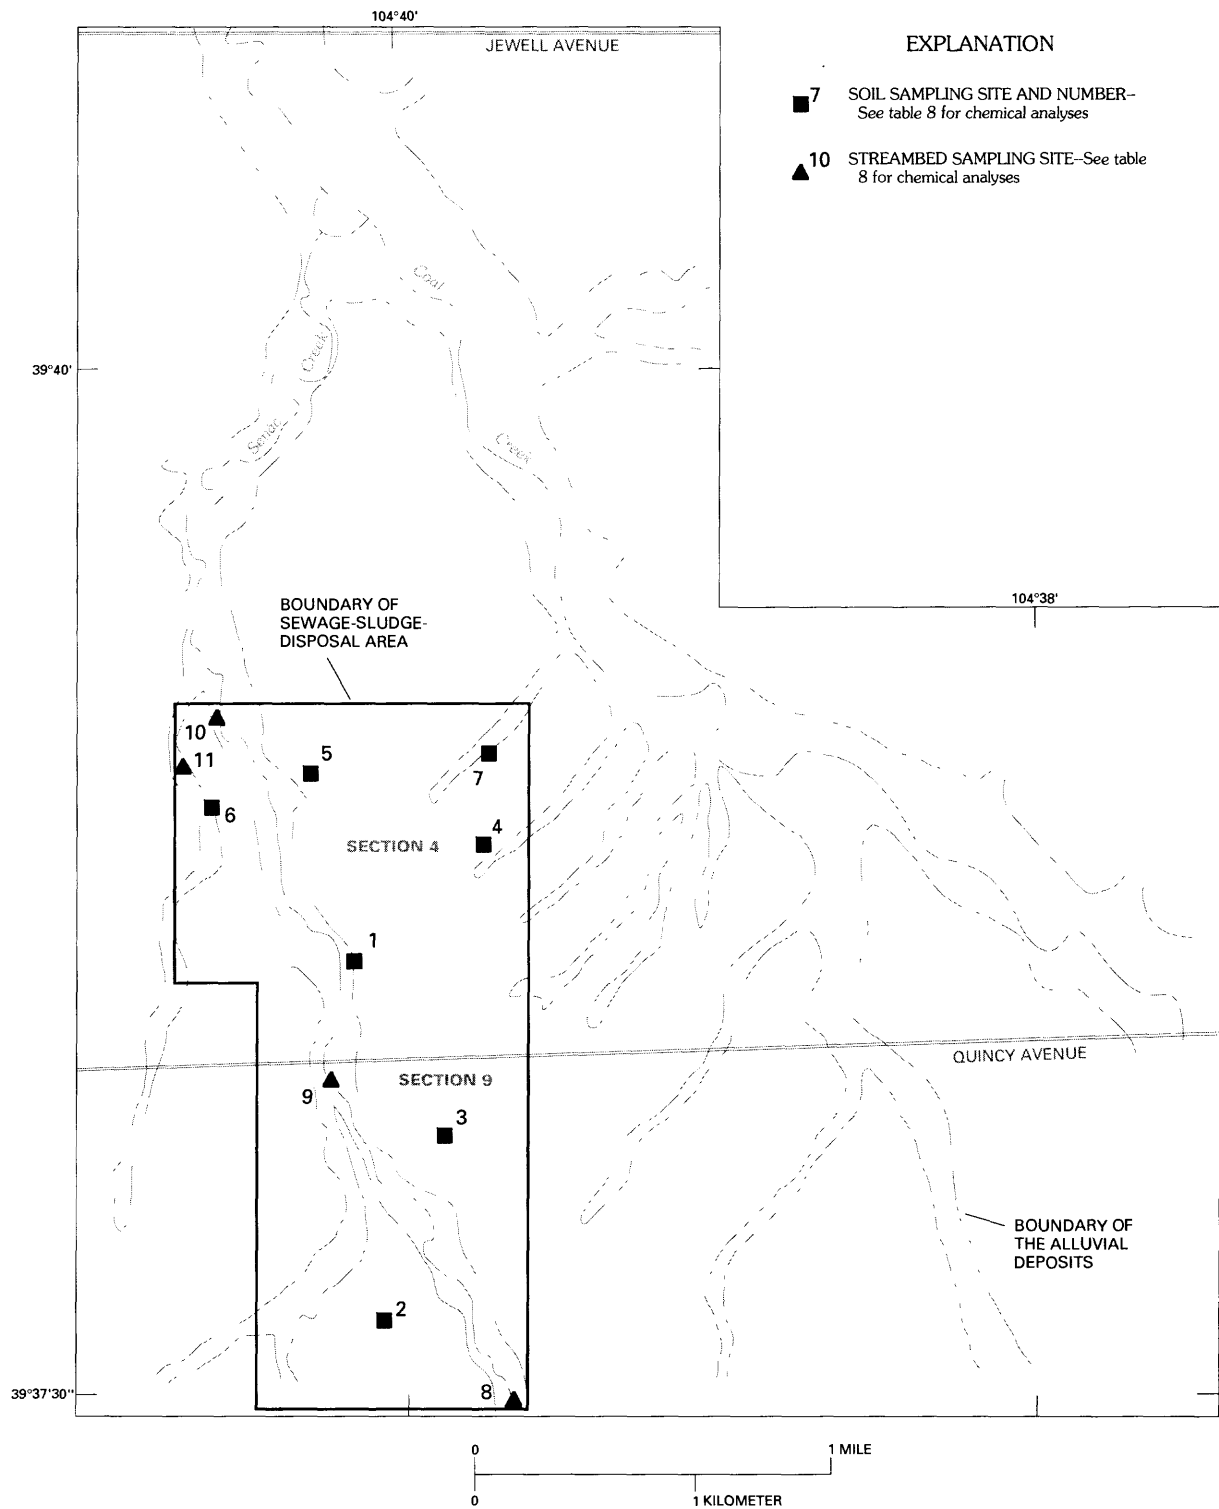 104°40'
JEWELL AVENUE
EXPLANATION
7 SOIL SAMPLING SITE AND NUMBER--
See table 8 for chemical analyses
10 STREAMBED SAMPLING SITE--See table
8 for chemical analyses
Coal
Creek
39°40'
Senac
Creek
104°38'
BOUNDARY OF
SEWAGE-SLUDGE-
DISPOSAL AREA
10
11
5
7
6
4
SECTION 4
1
QUINCY AVENUE
SECTION 9
9
3
BOUNDARY OF
THE ALLUVIAL
DEPOSITS
2
8
39°37'30"
0
1 MILE
0
1 KILOMETER